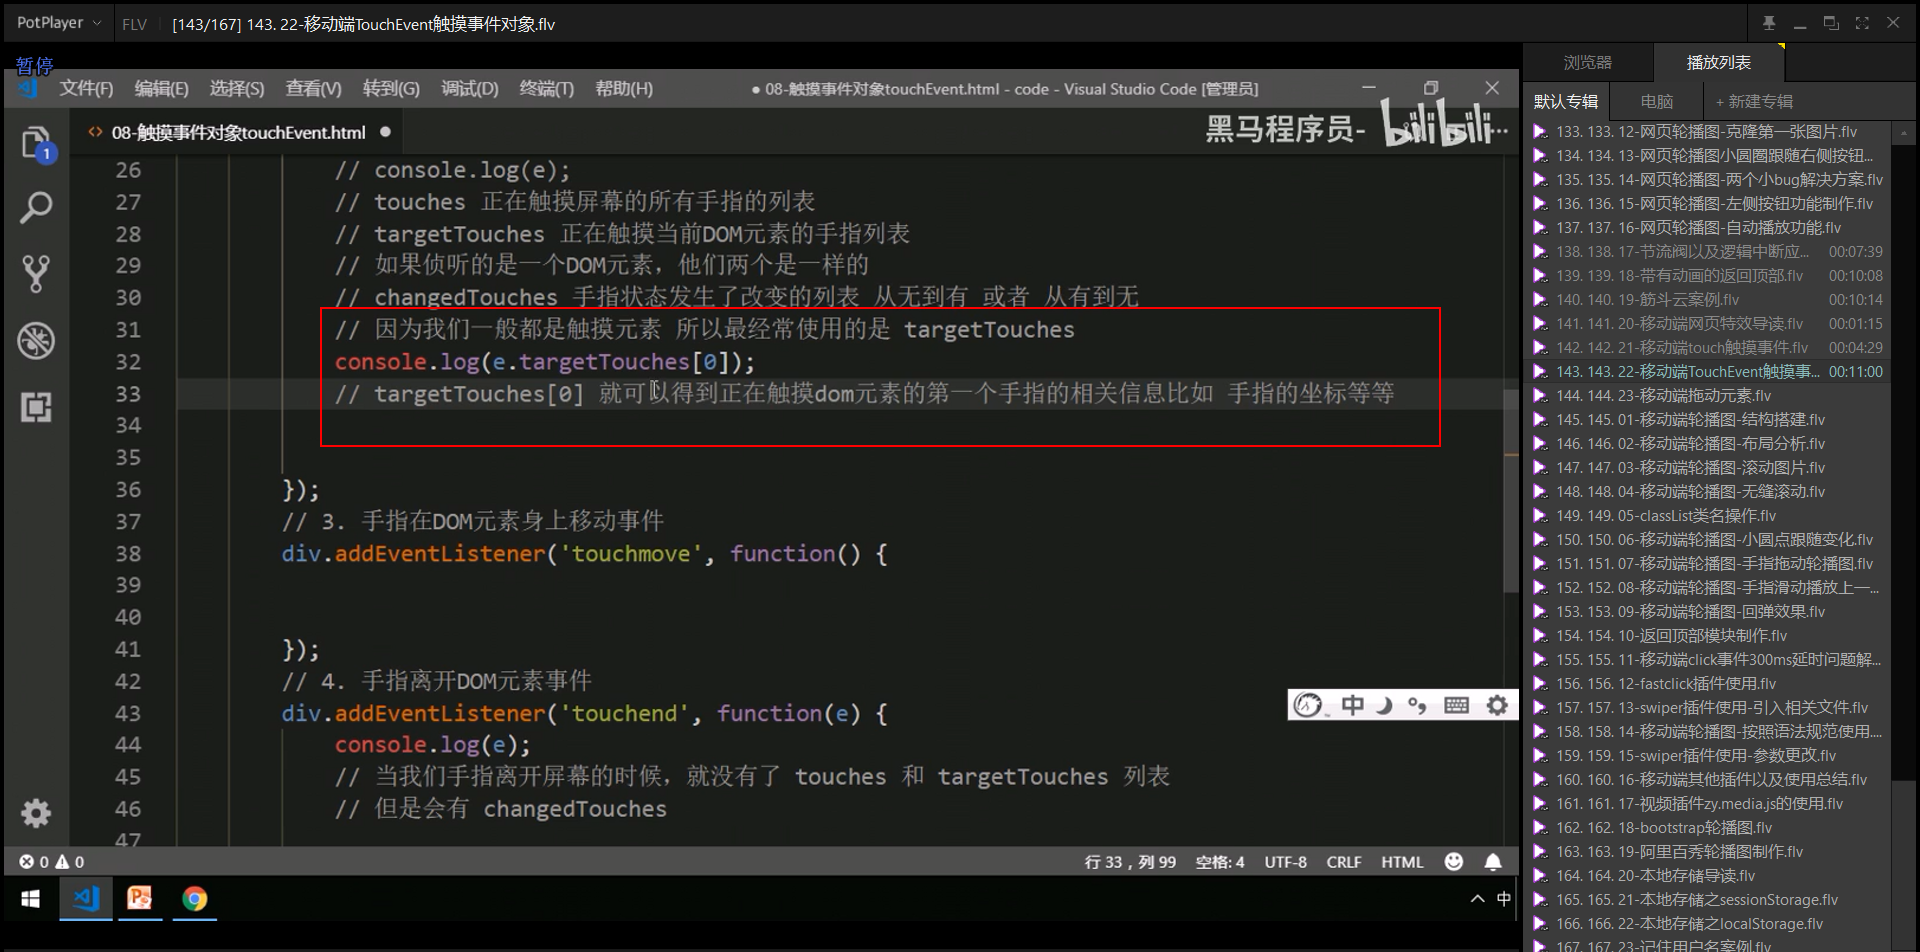 PotPlayer
FLV
[143/167] 143. 22-移动端TouchEvent触摸事件对象.flv
暂停
文件(F) 编辑(E) 选择(S) 查看(V) 转到(G) 调试(D) 终端(T) 帮助(H)
● 08-触摸事件对象touchEvent.html - code - Visual Studio Code [管理员]
<> 08-触摸事件对象touchEvent.html ●
黑马程序员- bilibili
1
26 // console.log(e);
27 // touches 正在触摸屏幕的所有手指的列表
28 // targetTouches 正在触摸当前DOM元素的手指列表
29 // 如果侦听的是一个DOM元素，他们两个是一样的
30 // changedTouches 手指状态发生了改变的列表 从无到有 或者 从有到无
31 // 因为我们一般都是触摸元素 所以最经常使用的是 targetTouches
32 console.log(e.targetTouches[0]);
33 // targetTouches[0] 就可以得到正在触摸dom元素的第一个手指的相关信息比如 手指的坐标等等
34
35
36 });
37 // 3. 手指在DOM元素身上移动事件
38 div.addEventListener('touchmove', function() {
39
40
41 });
42 // 4. 手指离开DOM元素事件
43 div.addEventListener('touchend', function(e) {
44 console.log(e);
45 // 当我们手指离开屏幕的时候，就没有了 touches 和 targetTouches 列表
46 // 但是会有 changedTouches
47
中
0 0
行 33，列 99 空格: 4 UTF-8 CRLF HTML
中
浏览器 播放列表
默认专辑 电脑 + 新建专辑
133. 133. 12-网页轮播图-克隆第一张图片.flv
134. 134. 13-网页轮播图小圆圈跟随右侧按钮...
135. 135. 14-网页轮播图-两个小bug解决方案.flv
136. 136. 15-网页轮播图-左侧按钮功能制作.flv
137. 137. 16-网页轮播图-自动播放功能.flv
138. 138. 17-节流阀以及逻辑中断应... 00:07:39
139. 139. 18-带有动画的返回顶部.flv 00:10:08
140. 140. 19-筋斗云案例.flv 00:10:14
141. 141. 20-移动端网页特效导读.flv 00:01:15
142. 142. 21-移动端touch触摸事件.flv 00:04:29
143. 143. 22-移动端TouchEvent触摸事... 00:11:00
144. 144. 23-移动端拖动元素.flv
145. 145. 01-移动端轮播图-结构搭建.flv
146. 146. 02-移动端轮播图-布局分析.flv
147. 147. 03-移动端轮播图-滚动图片.flv
148. 148. 04-移动端轮播图-无缝滚动.flv
149. 149. 05-classList类名操作.flv
150. 150. 06-移动端轮播图-小圆点跟随变化.flv
151. 151. 07-移动端轮播图-手指拖动轮播图.flv
152. 152. 08-移动端轮播图-手指滑动播放上一...
153. 153. 09-移动端轮播图-回弹效果.flv
154. 154. 10-返回顶部模块制作.flv
155. 155. 11-移动端click事件300ms延时问题解...
156. 156. 12-fastclick插件使用.flv
157. 157. 13-swiper插件使用-引入相关文件.flv
158. 158. 14-移动端轮播图-按照语法规范使用....
159. 159. 15-swiper插件使用-参数更改.flv
160. 160. 16-移动端其他插件以及使用总结.flv
161. 161. 17-视频插件zy.media.js的使用.flv
162. 162. 18-bootstrap轮播图.flv
163. 163. 19-阿里百秀轮播图制作.flv
164. 164. 20-本地存储导读.flv
165. 165. 21-本地存储之sessionStorage.flv
166. 166. 22-本地存储之localStorage.flv
167. 167. 23-记住用户名案例.flv